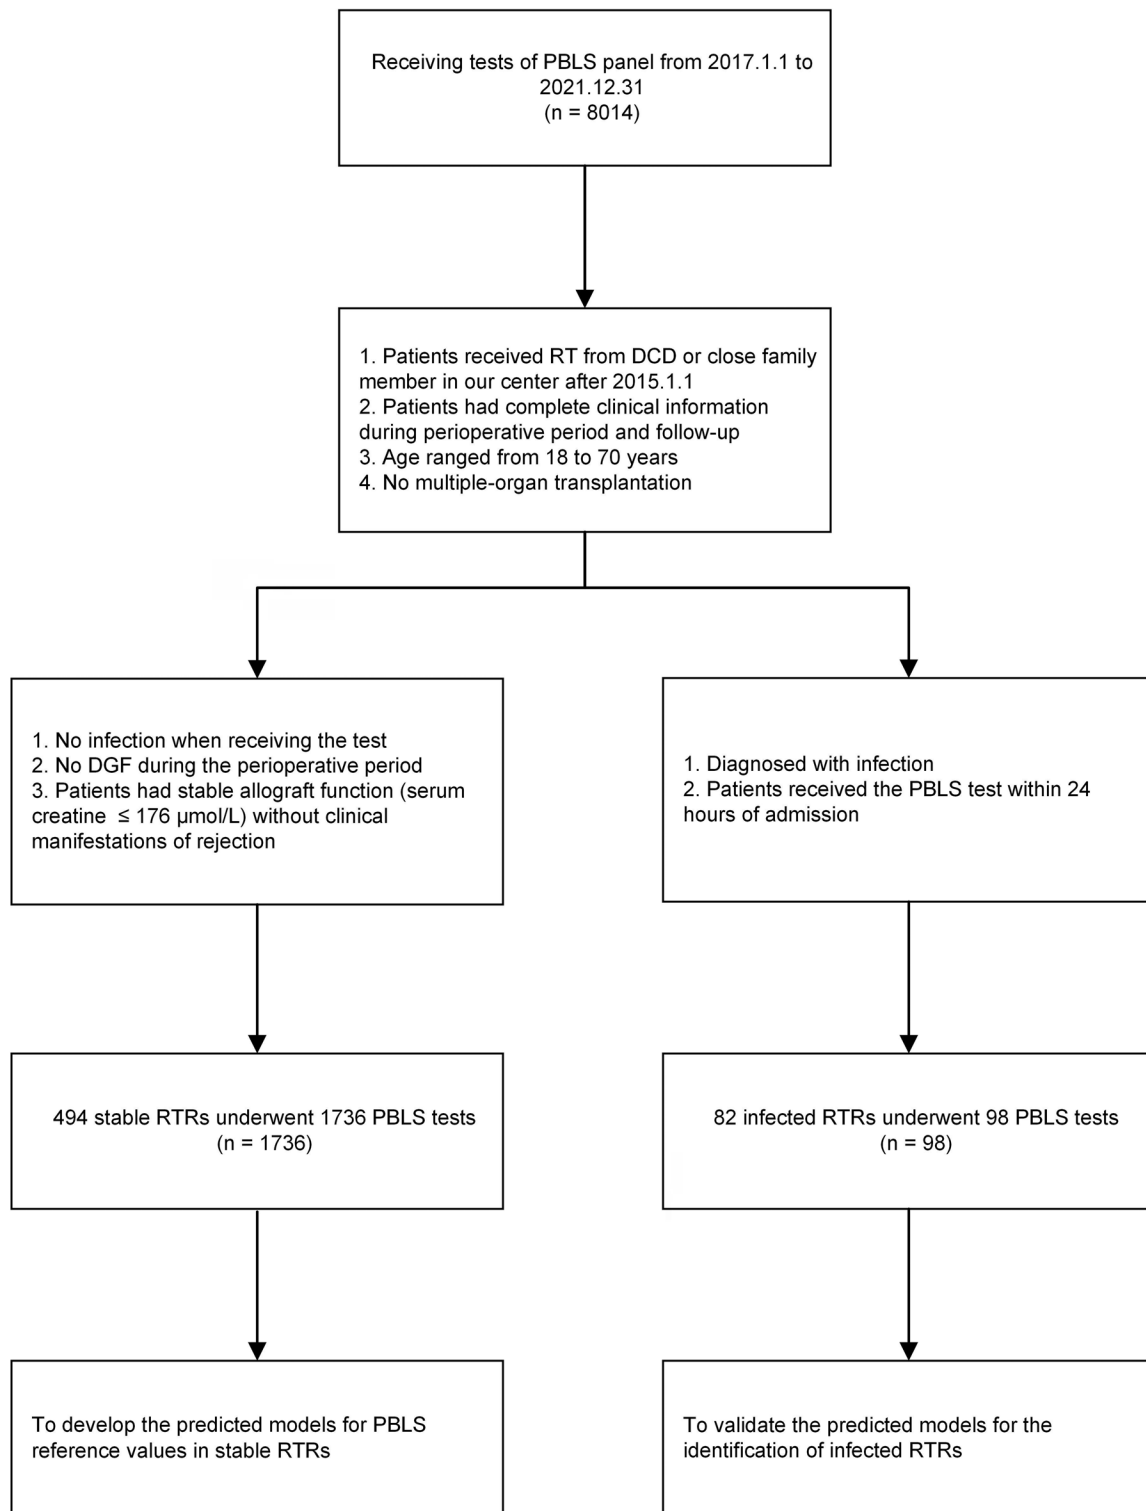 Receiving tests of PBLS panel from 2017.1.1 to
2021.12.31
(n = 8014)
1. Patients received RT from DCD or close family
member in our center after 2015.1.1
2. Patients had complete clinical information
during perioperative period and follow-up
3. Age ranged from 18 to 70 years
4. No multiple-organ transplantation
1. No infection when receiving the test
2. No DGF during the perioperative period
3. Patients had stable allograft function (serum
creatine ≤ 176 μmol/L) without clinical
manifestations of rejection
1. Diagnosed with infection
2. Patients received the PBLS test within 24
hours of admission
494 stable RTRs underwent 1736 PBLS tests
(n = 1736)
82 infected RTRs underwent 98 PBLS tests
(n = 98)
To develop the predicted models for PBLS
reference values in stable RTRs
To validate the predicted models for the
identification of infected RTRs